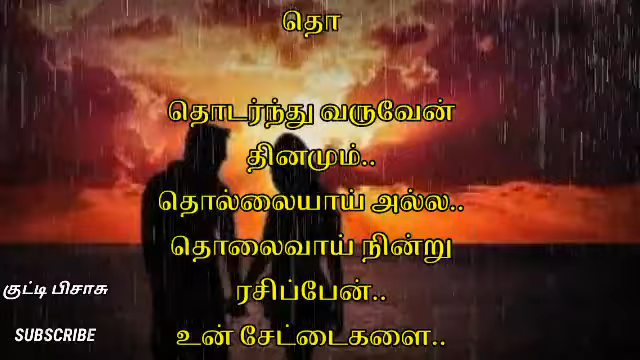 தொ
தொடர்ந்து வருவேன்
தினமும்..
தொல்லையாய் அல்ல..
தொலைவாய் நின்று
ரசிப்பேன்..
உன் சேட்டைகளை..
குட்டி பிசாசு
SUBSCRIBE